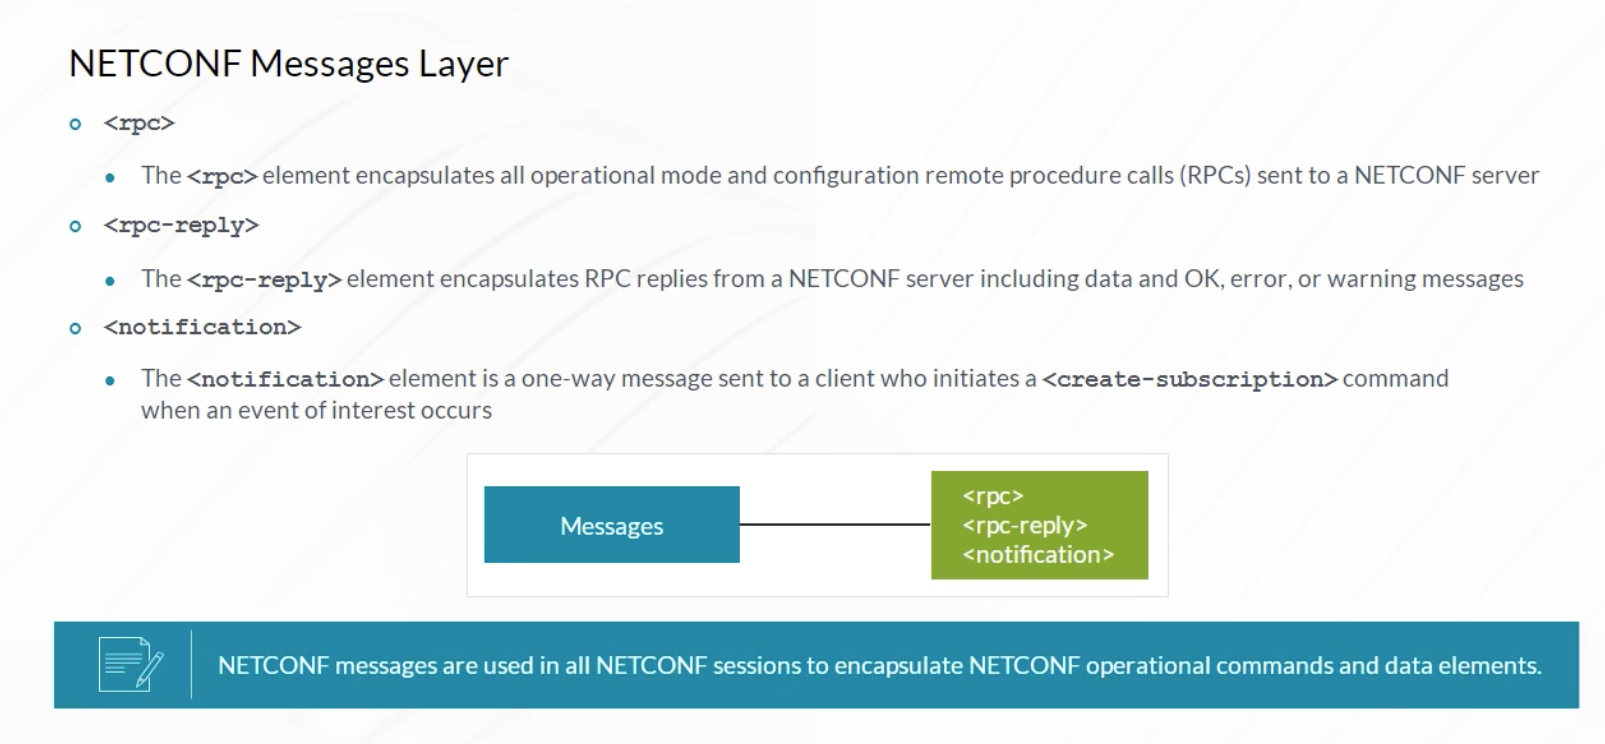 NETCONF Messages Layer
<rpc>
The <rpc> element encapsulates all operational mode and configuration remote procedure calls (RPCs) sent to a NETCONF server
<rpc-reply>
The <rpc-reply> element encapsulates RPC replies from a NETCONF server including data and OK, error, or warning messages
<notification>
The <notification> element is a one-way message sent to a client who initiates a <create-subscription> command
when an event of interest occurs
Messages
<rpc>
<rpc-reply>
<notification>
NETCONF messages are used in all NETCONF sessions to encapsulate NETCONF operational commands and data elements.